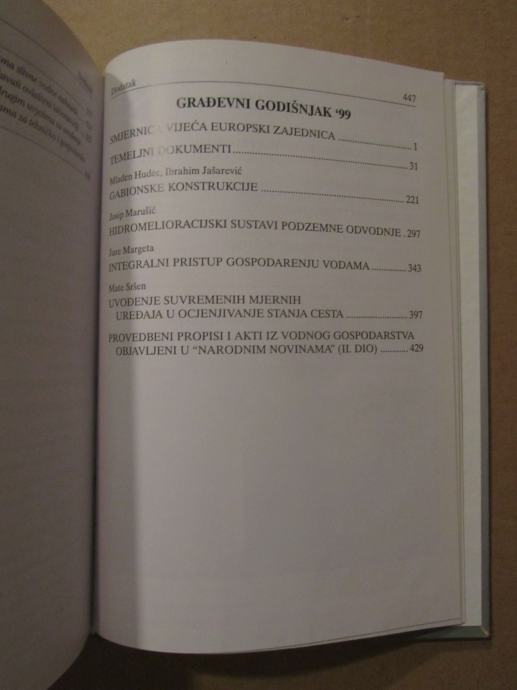 Dodatak
447
GRAĐEVNI GODIŠNJAK '99
SMJERNICA VIJEĆA EUROPSKI ZAJEDNICA 1
TEMELJNI DOKUMENTI 31
Mladen Hudec, Ibrahim Jašarević
GABIONSKE KONSTRUKCIJE 221
Josip Marušić
HIDROMELIORACIJSKI SUSTAVI PODZEMNE ODVODNJE 297
Jure Margeta
INTEGRALNI PRISTUP GOSPODARENJU VODAMA 343
Mate Sršen
UVOĐENJE SUVREMENIH MJERNIH
UREĐAJA U OCJENJIVANJE STANJA CESTA 397
PROVEDBENI PROPISI I AKTI IZ VODNOG GOSPODARSTVA
OBJAVLJENI U “NARODNIM NOVINAMA” (II. DIO) 429